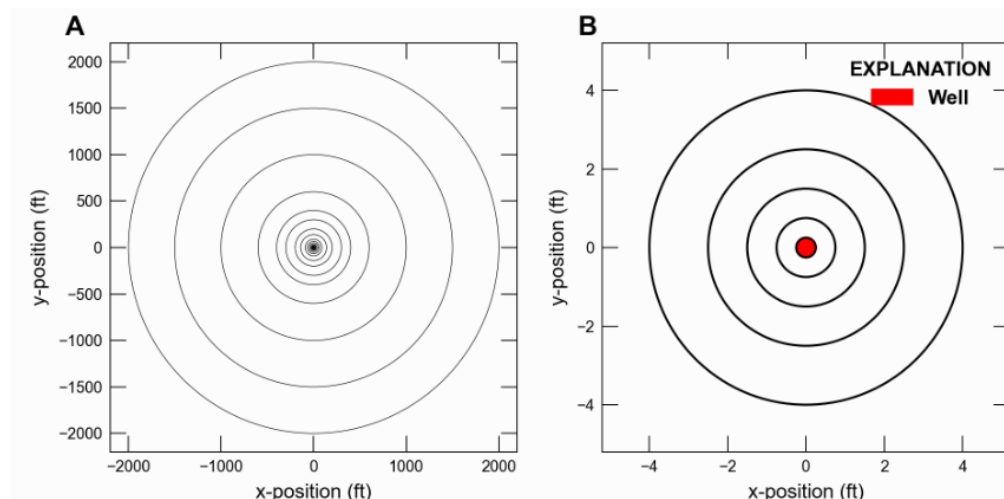 A
2000
1500
1000
500
0
−500
−1000
−1500
−2000
y-position (ft)
−2000 −1000 0 1000 2000
x-position (ft)
B
EXPLANATION
Well
4
2
0
−2
−4
y-position (ft)
−4 −2 0 2 4
x-position (ft)